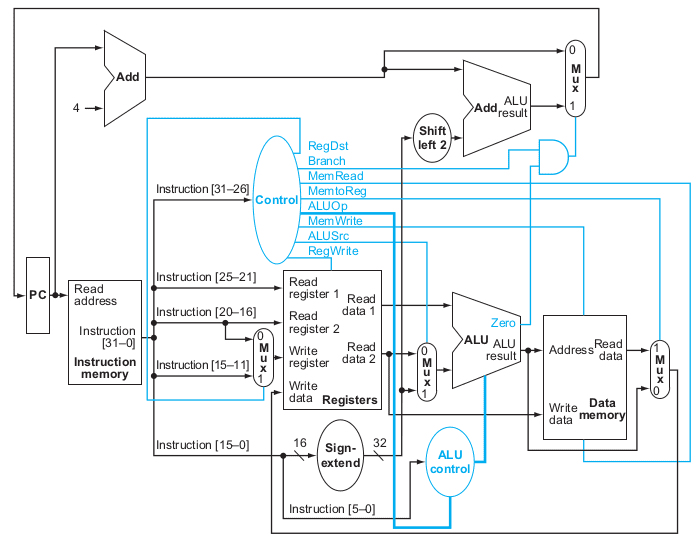 0
M
u
x
1
Add
4
Add
ALU
result
Shift
left 2
RegDst
Branch
MemRead
MemtoReg
ALUOp
MemWrite
ALUSrc
RegWrite
Control
Instruction [31–26]
Instruction [25–21]
Instruction [20–16]
Instruction [15–11]
Instruction [15–0]
Instruction [5–0]
PC
Read
address
Instruction
[31–0]
Instruction
memory
0
M
u
x
1
Read
register 1
Read
register 2
Write
register
Write
data
Read
data 1
Read
data 2
Registers
0
M
u
x
1
Zero
ALU
ALU
result
Address
Read
data
Write
data
Data
memory
1
M
u
x
0
16
Sign-
extend
32
ALU
control